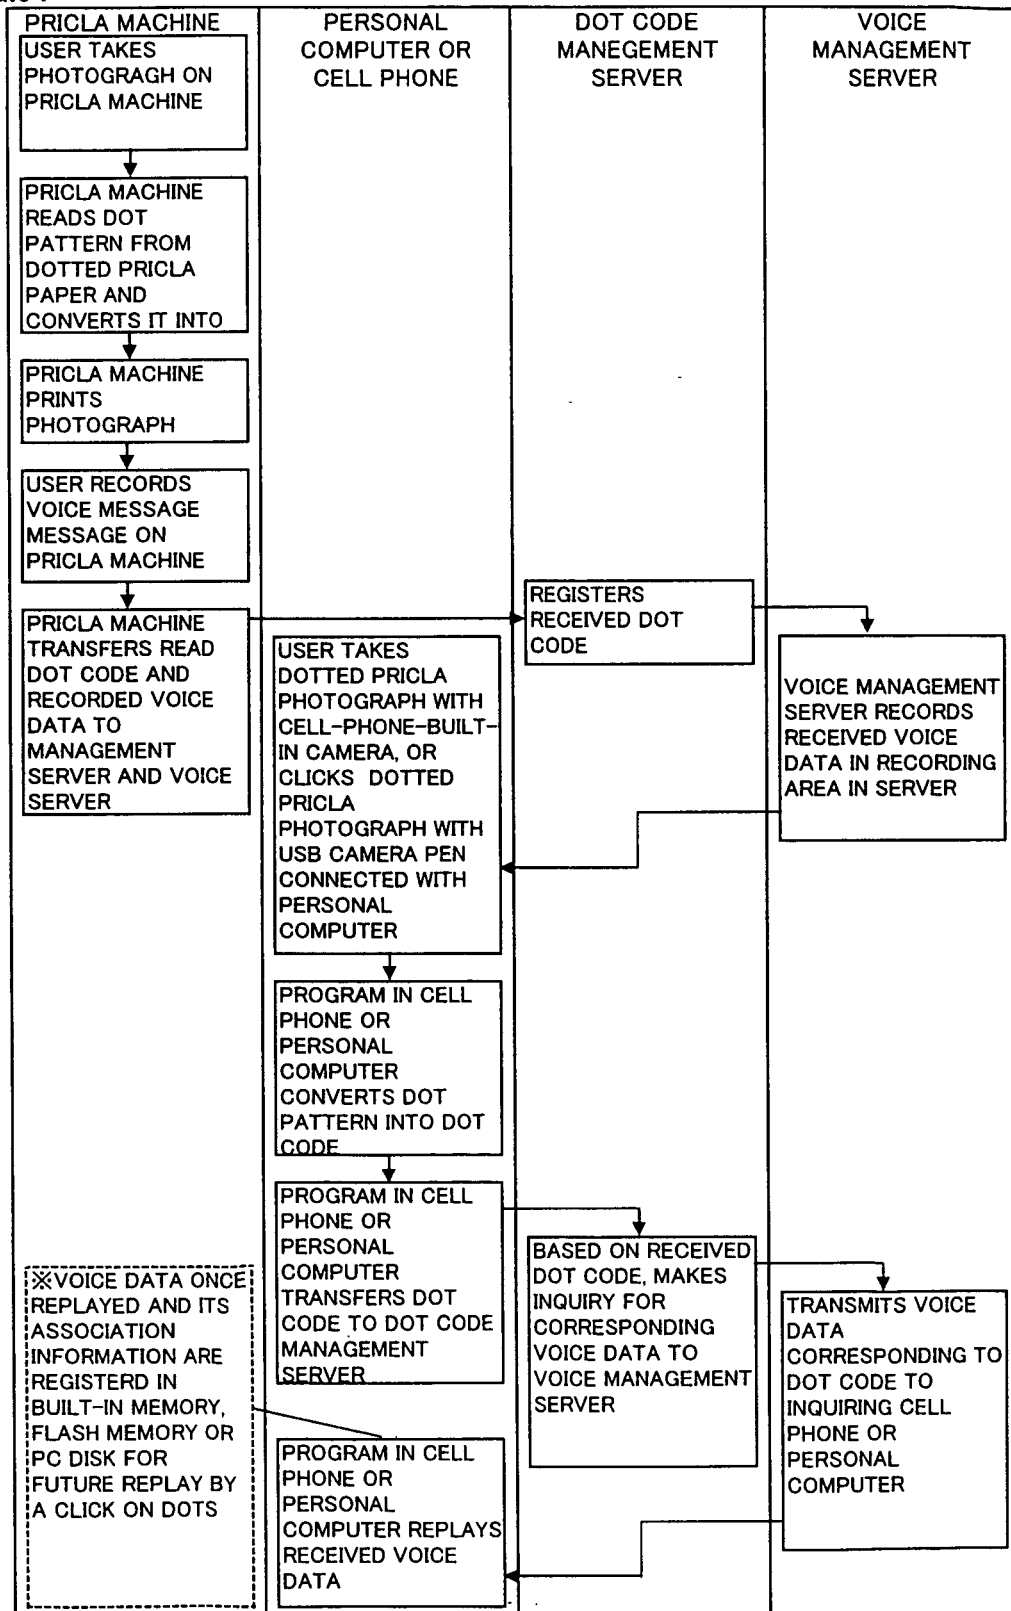 PRICLA MACHINE
USER TAKES
PHOTOGRAGH ON
PRICLA MACHINE
PRICLA MACHINE
READS DOT
PATTERN FROM
DOTTED PRICLA
PAPER AND
CONVERTS IT INTO
PRICLA MACHINE
PRINTS
PHOTOGRAPH
USER RECORDS
VOICE MESSAGE
MESSAGE ON
PRICLA MACHINE
PRICLA MACHINE
TRANSFERS READ
DOT CODE AND
RECORDED VOICE
DATA TO
MANAGEMENT
SERVER AND VOICE
SERVER
※VOICE DATA ONCE
REPLAYED AND ITS
ASSOCIATION
INFORMATION ARE
REGISTERD IN
BUILT-IN MEMORY,
FLASH MEMORY OR
PC DISK FOR
FUTURE REPLAY BY
A CLICK ON DOTS
PERSONAL
COMPUTER OR
CELL PHONE
USER TAKES
DOTTED PRICLA
PHOTOGRAPH WITH
CELL-PHONE-BUILT-
IN CAMERA, OR
CLICKS DOTTED
PRICLA
PHOTOGRAPH WITH
USB CAMERA PEN
CONNECTED WITH
PERSONAL
COMPUTER
PROGRAM IN CELL
PHONE OR
PERSONAL
COMPUTER
CONVERTS DOT
PATTERN INTO DOT
CODE
PROGRAM IN CELL
PHONE OR
PERSONAL
COMPUTER
TRANSFERS DOT
CODE TO DOT CODE
MANAGEMENT
SERVER
PROGRAM IN CELL
PHONE OR
PERSONAL
COMPUTER REPLAYS
RECEIVED VOICE
DATA
DOT CODE
MANEGEMENT
SERVER
REGISTERS
RECEIVED DOT
CODE
BASED ON RECEIVED
DOT CODE, MAKES
INQUIRY FOR
CORRESPONDING
VOICE DATA TO
VOICE MANAGEMENT
SERVER
VOICE
MANAGEMENT
SERVER
VOICE MANAGEMENT
SERVER RECORDS
RECEIVED VOICE
DATA IN RECORDING
AREA IN SERVER
TRANSMITS VOICE
DATA
CORRESPONDING TO
DOT CODE TO
INQUIRING CELL
PHONE OR
PERSONAL
COMPUTER